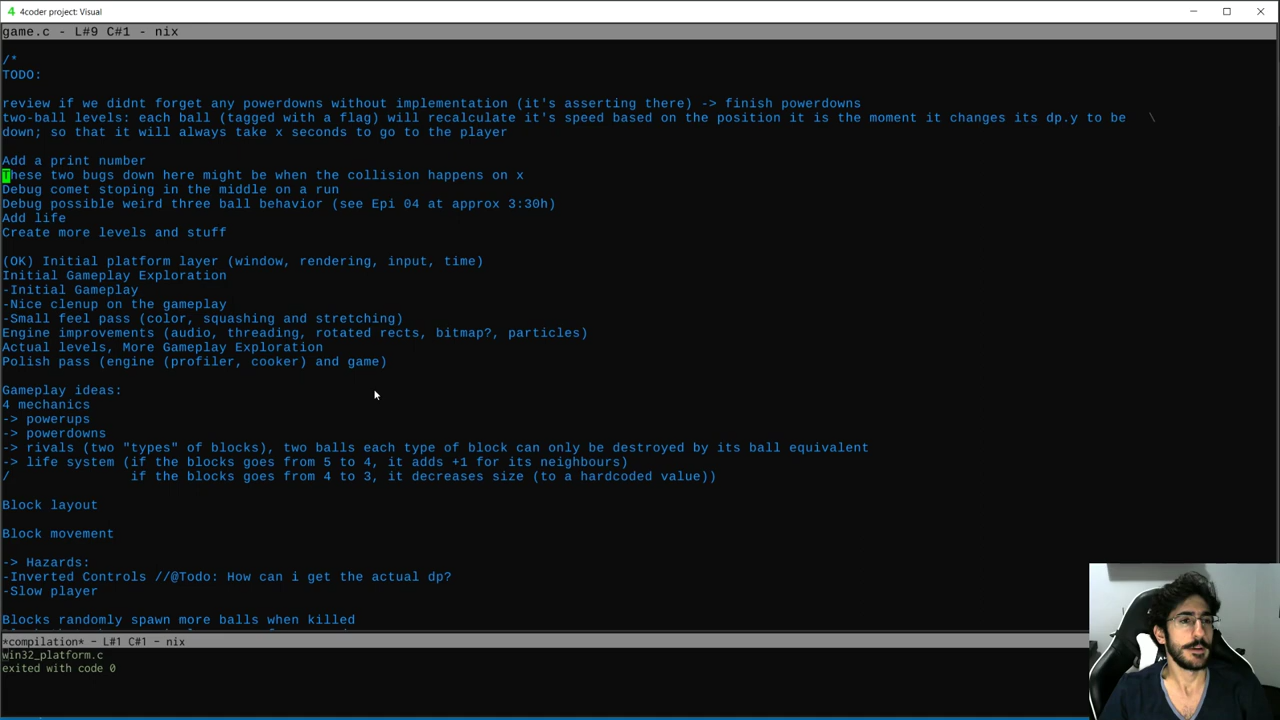 4 4coder project: Visual
game.c - L#9 C#1 - nix
/*
TODO:
review if we didnt forget any powerdowns without implementation (it's asserting there) -> finish powerdowns
two-ball levels: each ball (tagged with a flag) will recalculate it's speed based on the position it is the moment it changes its dp.y to be \
down; so that it will always take x seconds to go to the player
Add a print number
These two bugs down here might be when the collision happens on x
Debug comet stoping in the middle on a run
Debug possible weird three ball behavior (see Epi 04 at approx 3:30h)
Add life
Create more levels and stuff
(OK) Initial platform layer (window, rendering, input, time)
Initial Gameplay Exploration
-Initial Gameplay
-Nice clenup on the gameplay
-Small feel pass (color, squashing and stretching)
Engine improvements (audio, threading, rotated rects, bitmap?, particles)
Actual levels, More Gameplay Exploration
Polish pass (engine (profiler, cooker) and game)
Gameplay ideas:
4 mechanics
-> powerups
-> powerdowns
-> rivals (two "types" of blocks), two balls each type of block can only be destroyed by its ball equivalent
-> life system (if the blocks goes from 5 to 4, it adds +1 for its neighbours)
/ if the blocks goes from 4 to 3, it decreases size (to a hardcoded value))
Block layout
Block movement
-> Hazards:
-Inverted Controls //@Todo: How can i get the actual dp?
-Slow player
Blocks randomly spawn more balls when killed
*compilation* - L#1 C#1 - nix
win32_platform.c
exited with code 0